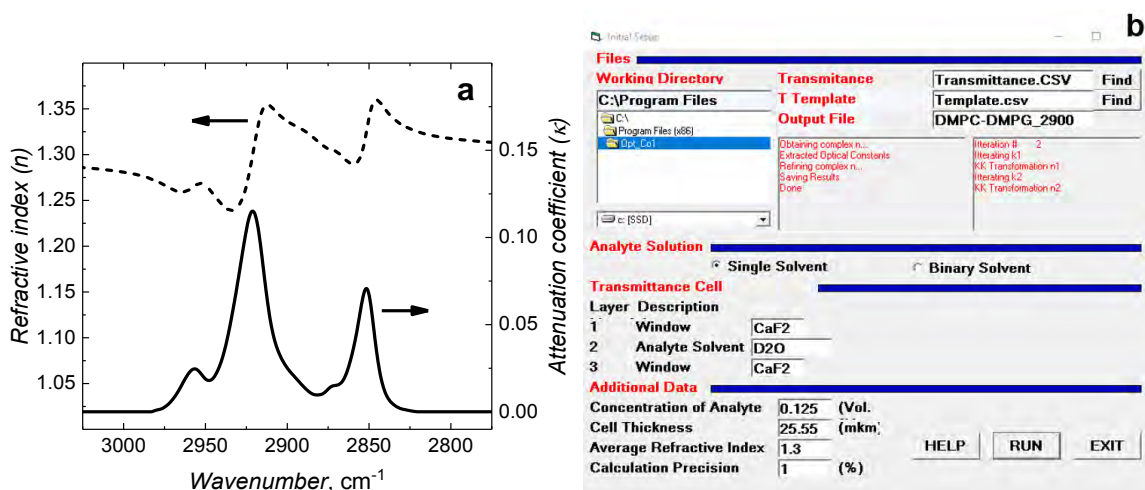 a
Refractive index (n)
1.35
1.30
1.25
1.20
1.15
1.10
1.05
0.15
0.10
0.05
0.00
Attenuation coefficient (κ)
3000 2950 2900 2850 2800
Wavenumber, cm-1
b
Initial Setup
Files
Working Directory
C:\Program Files
C:\
Program Files (x86)
Opt_Co1
c: [SSD]
Transmitance Transmittance.CSV Find
T Template Template.csv Find
Output File DMPC-DMPG_2900
Obtaining complex n...
Extracted Optical Constants
Refining complex n...
Saving Results
Done
Itteration # 2
Itterating k1
KK Transformation n1
Itterating k2
KK Transformation n2
Analyte Solution
Single Solvent Binary Solvent
Transmittance Cell
Layer Description
1 Window CaF2
2 Analyte Solvent D2O
3 Window CaF2
Additional Data
Concentration of Analyte 0.125 (Vol.
Cell Thickness 25.55 (mkm)
Average Refractive Index 1.3
Calculation Precision 1 (%)
HELP RUN EXIT